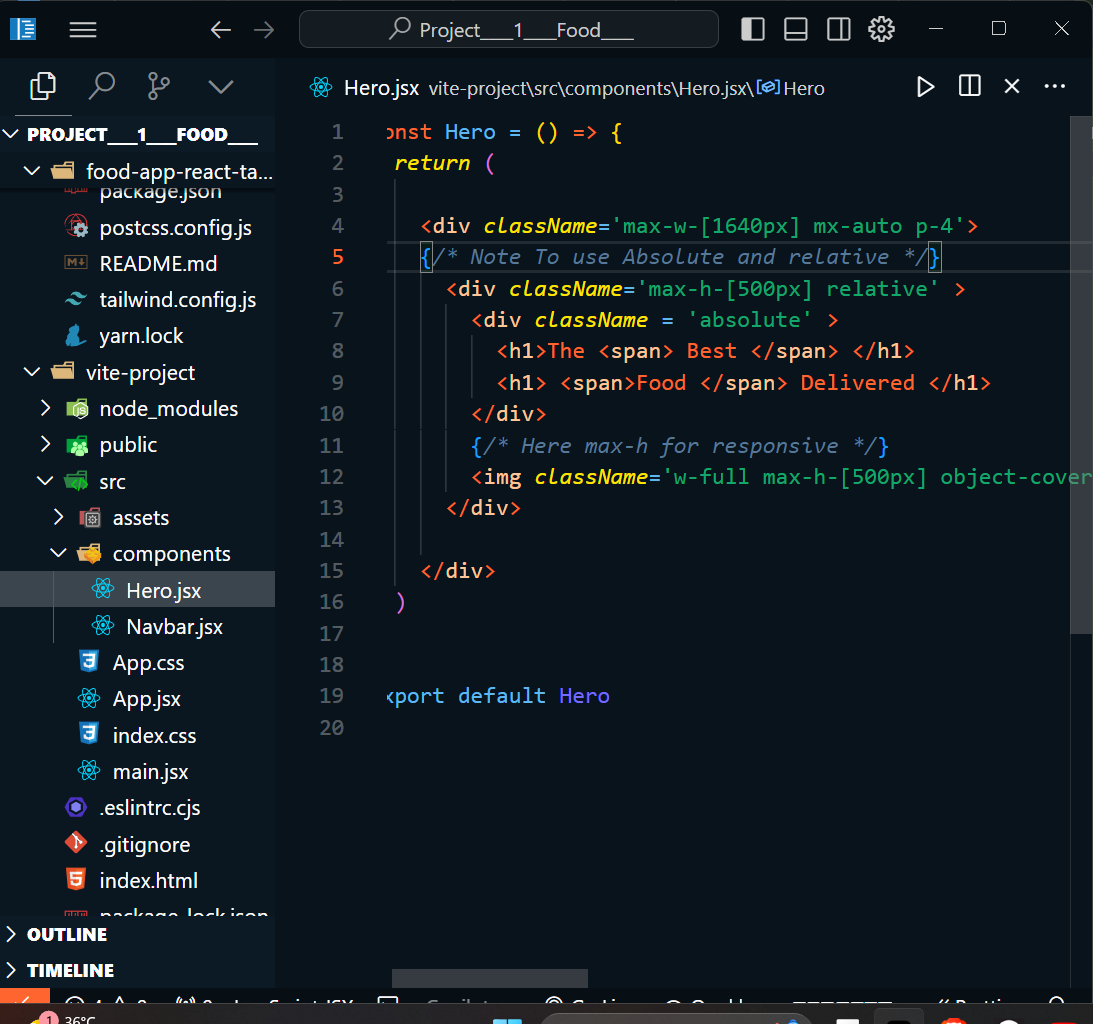 Project____1____Food____
Hero.jsx vite-project\src\components\Hero.jsx\Hero
PROJECT____1____FOOD____
food-app-react-ta...
package.json
postcss.config.js
README.md
tailwind.config.js
yarn.lock
vite-project
node_modules
public
src
assets
components
Hero.jsx
Navbar.jsx
App.css
App.jsx
index.css
main.jsx
.eslintrc.cjs
.gitignore
index.html
package-lock.json
OUTLINE
TIMELINE
1 onst Hero = () => {
2 return (
3
4 <div className='max-w-[1640px] mx-auto p-4'>
5 {/* Note To use Absolute and relative */}
6 <div className='max-h-[500px] relative' >
7 <div className = 'absolute' >
8 <h1>The <span> Best </span> </h1>
9 <h1> <span>Food </span> Delivered </h1>
10 </div>
11 {/* Here max-h for responsive */}
12 <img className='w-full max-h-[500px] object-cover
13 </div>
14
15 </div>
16 )
17
18
19 xport default Hero
20
1
36°C